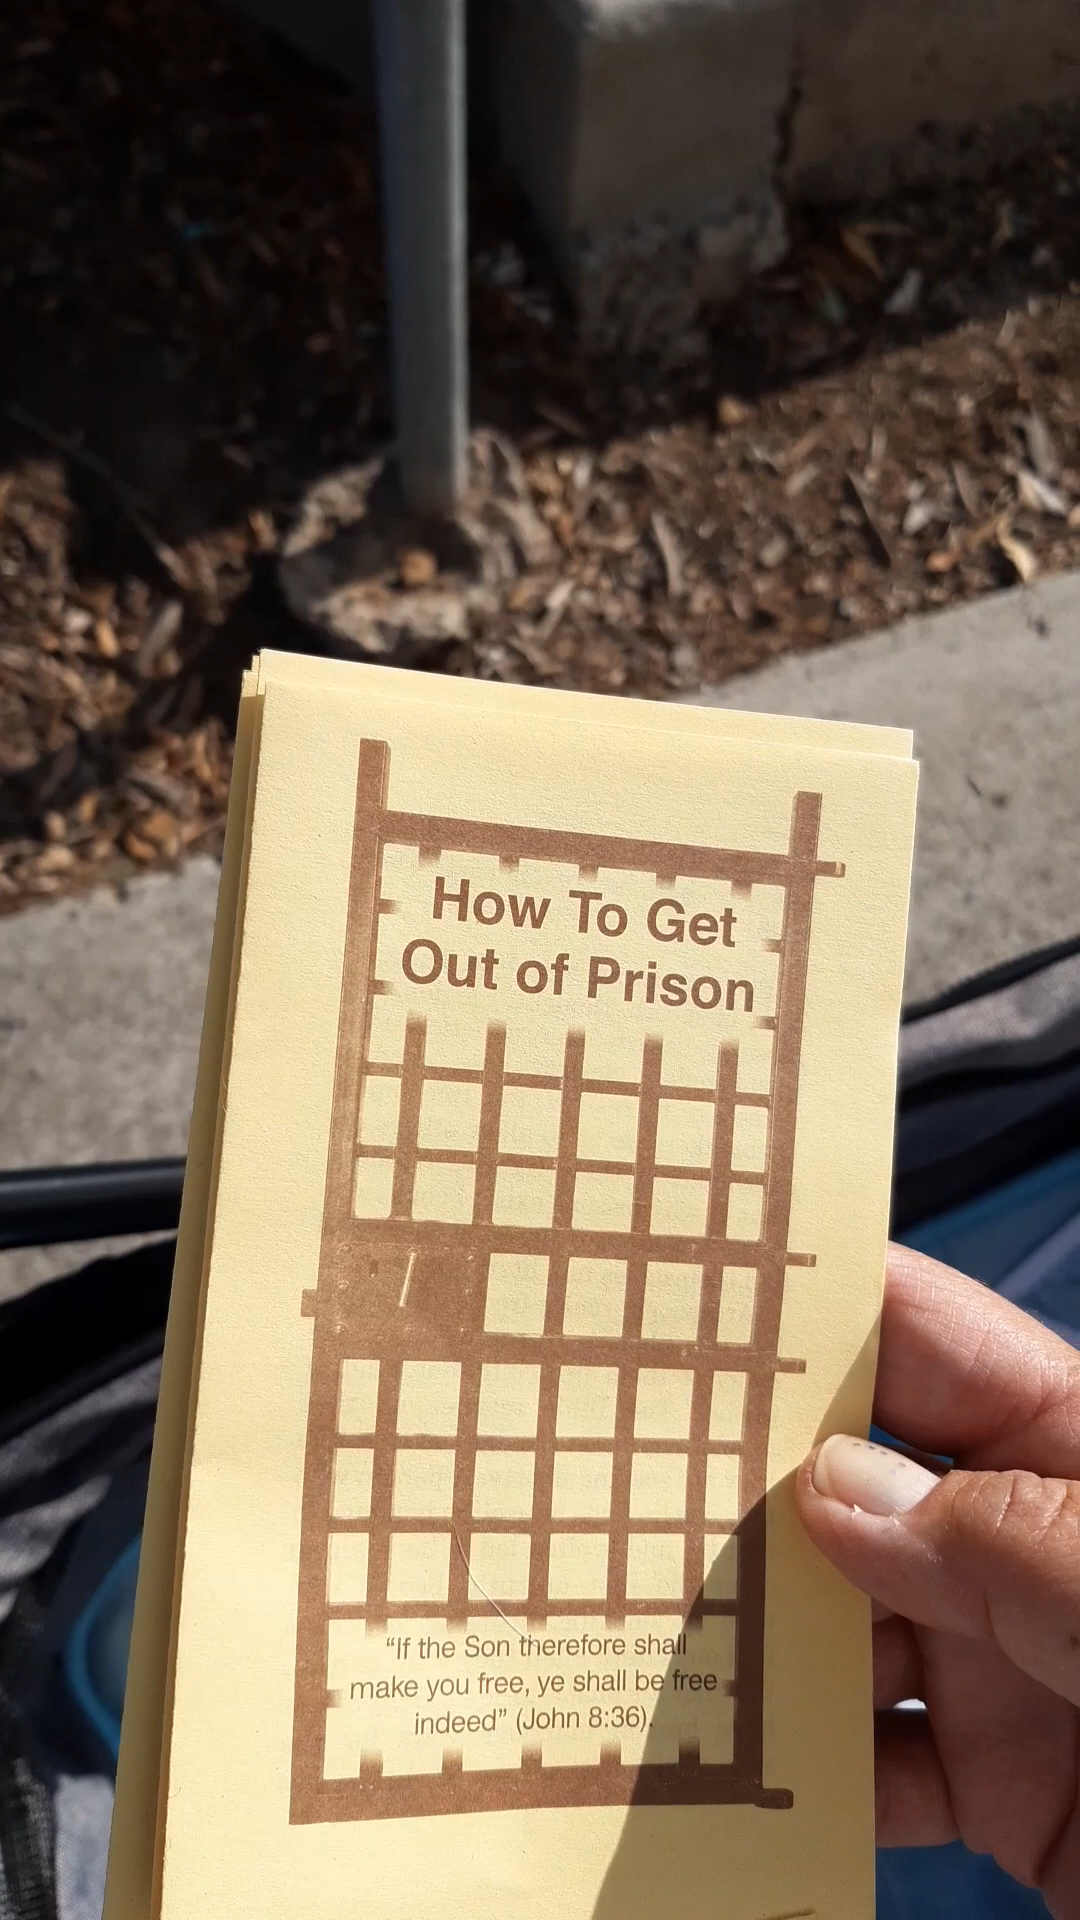 How To Get
Out of Prison
“If the Son therefore shall
make you free, ye shall be free
indeed” (John 8:36).